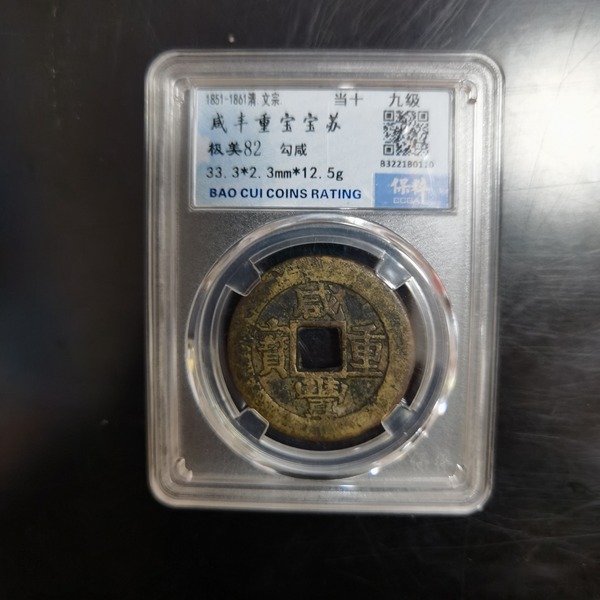 1851-1861清 文宗 当十 九级
咸丰重宝宝苏
极美82 勾咸
B322180110
33.3*2.3mm*12.5g
保粹
BAO CUI COINS RATING
CCGA
咸
寳 重
豐